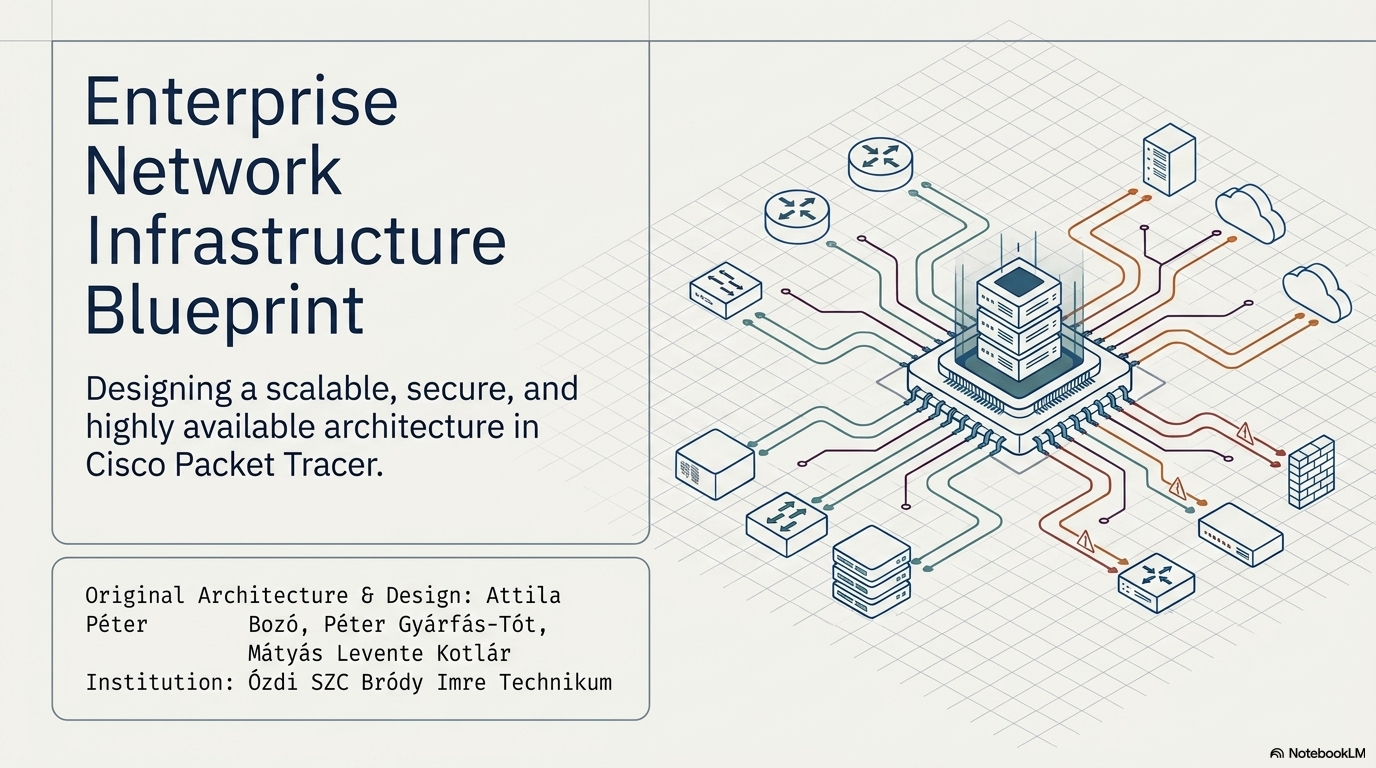 Enterprise
Network
Infrastructure
Blueprint
Designing a scalable, secure, and
highly available architecture in
Cisco Packet Tracer.
Original Architecture & Design: Attila
Péter Bozó, Péter Gyárfás-Tót,
Mátyás Levente Kotlár
Institution: Ózdi SZC Bródy Imre Technikum
NotebookLM